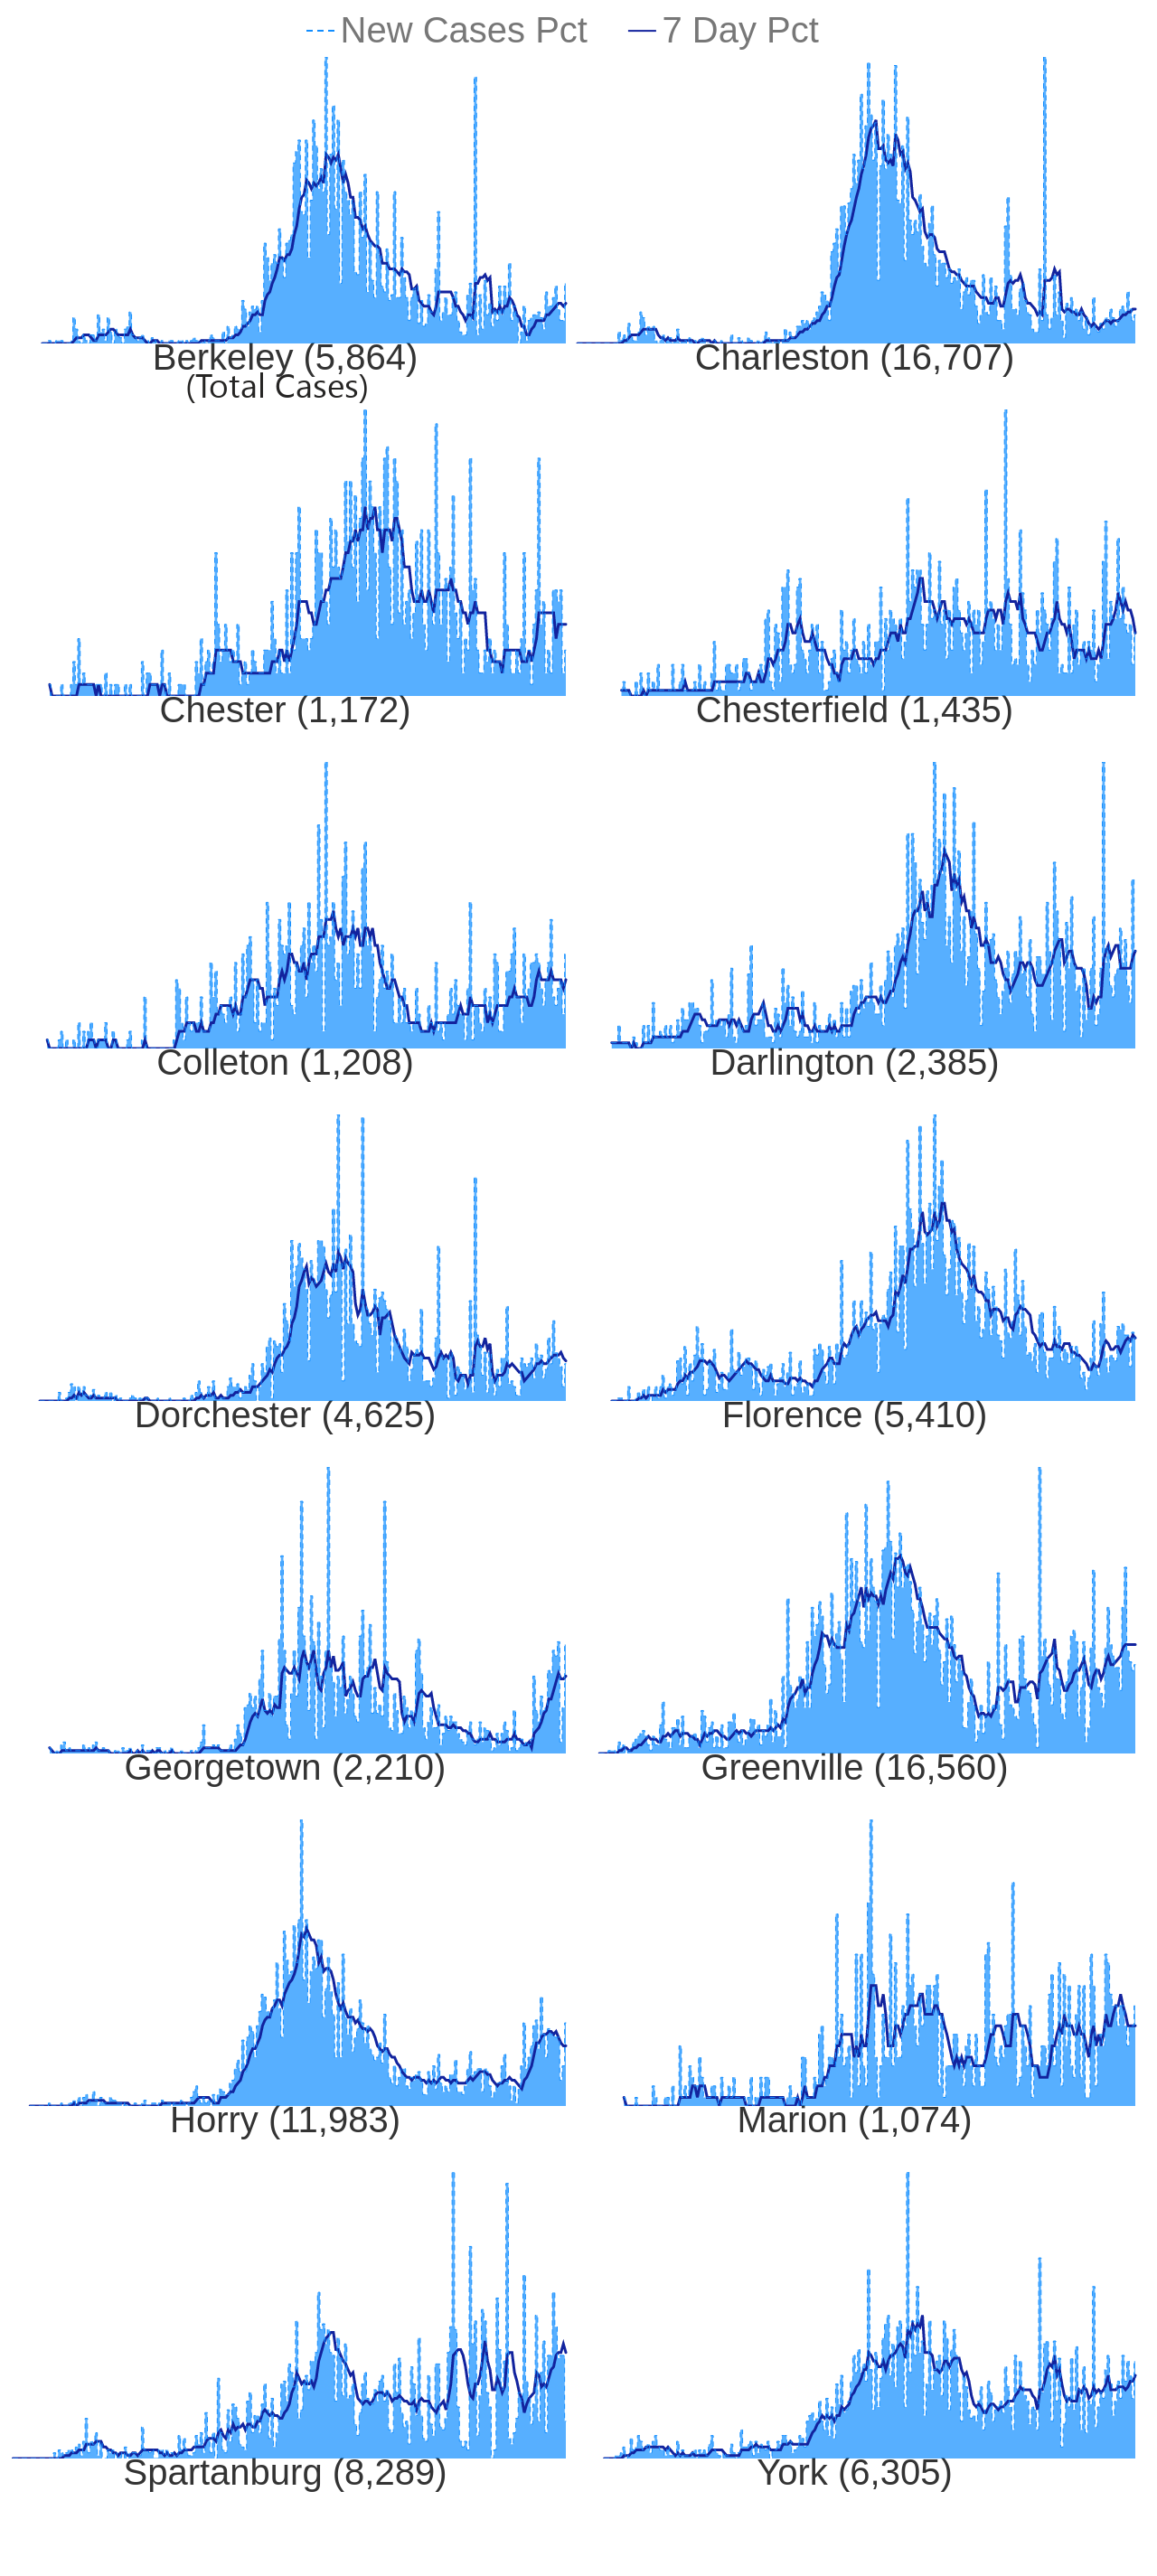 New Cases Pct 7 Day Pct
Berkeley (5,864) Charleston (16,707)
(Total Cases)
Chester (1,172) Chesterfield (1,435)
Colleton (1,208) Darlington (2,385)
Dorchester (4,625) Florence (5,410)
Georgetown (2,210) Greenville (16,560)
Horry (11,983) Marion (1,074)
Spartanburg (8,289) York (6,305)